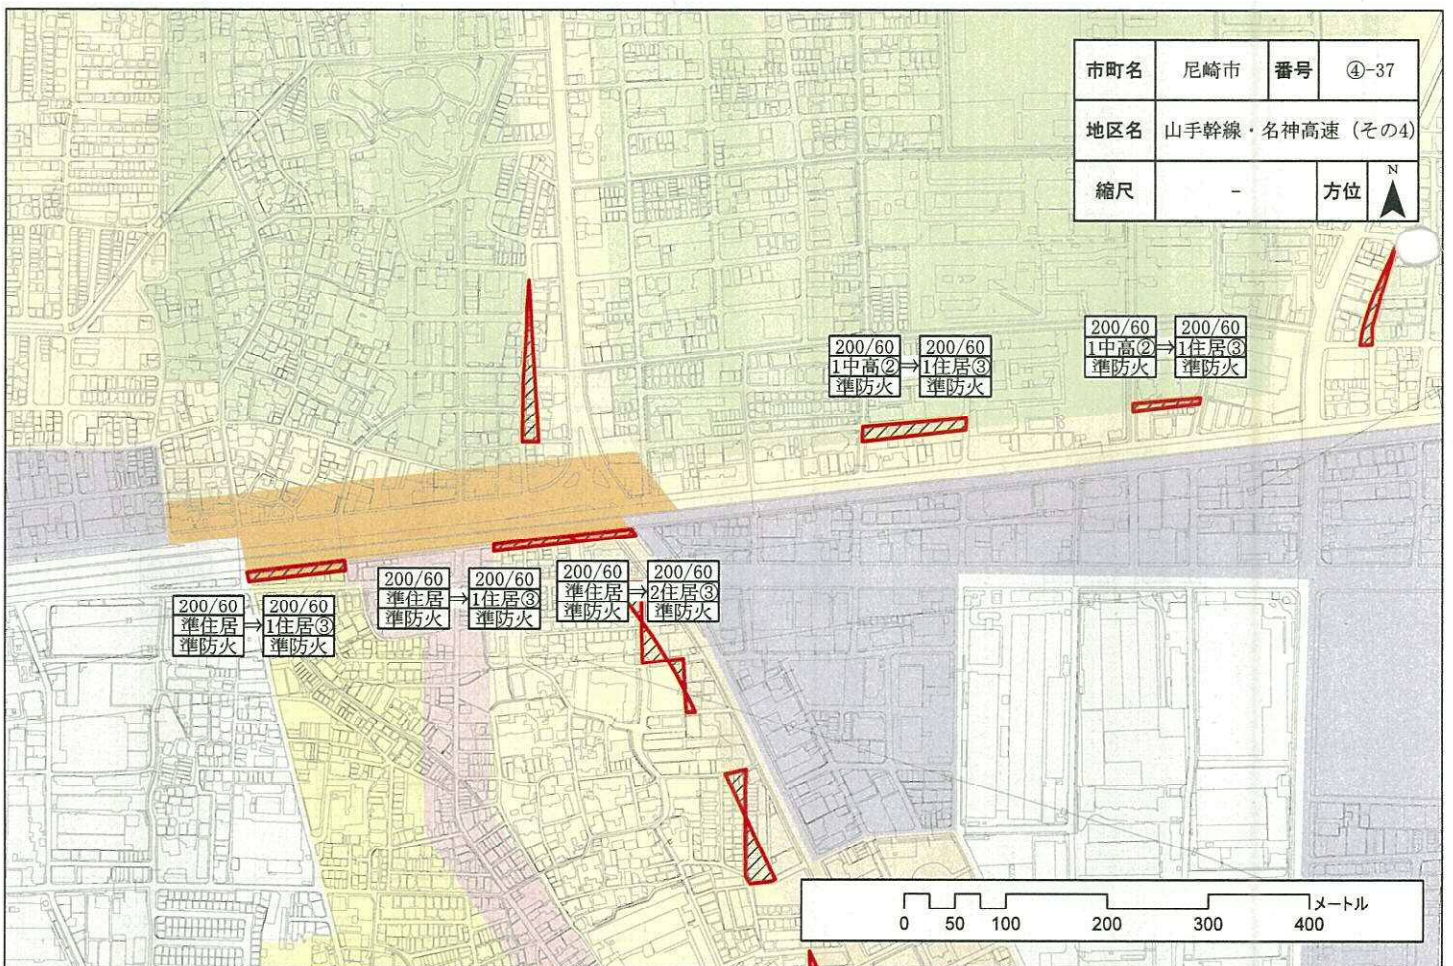 市町名 尼崎市 番号 ④-37
地区名 山手幹線・名神高速（その4）
縮尺 - 方位 N
200/60 200/60
1中高②→1住居③
準防火 準防火
200/60 200/60
1中高②→1住居③
準防火 準防火
200/60 200/60
準住居→1住居③
準防火 準防火
200/60 200/60
準住居→1住居③
準防火 準防火
200/60 200/60
準住居→2住居③
準防火 準防火
メートル
0 50 100 200 300 400